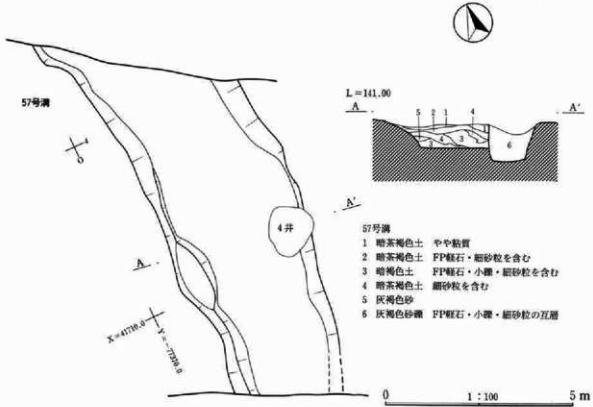 57号溝
L=141.00
A
A'
5 2 1 4
4 3
6
4井
A'
A
X=41710.0
Y=-77370.0
57号溝
1 暗茶褐色土 やや粘質
2 暗茶褐色土 FP軽石・細砂粒を含む
3 暗褐色土 FP軽石・小礫・細砂粒を含む
4 暗茶褐色土 細砂粒を含む
5 灰褐色砂
6 灰褐色砂礫 FP軽石・小礫・細砂粒の互層
0 1:100 5m